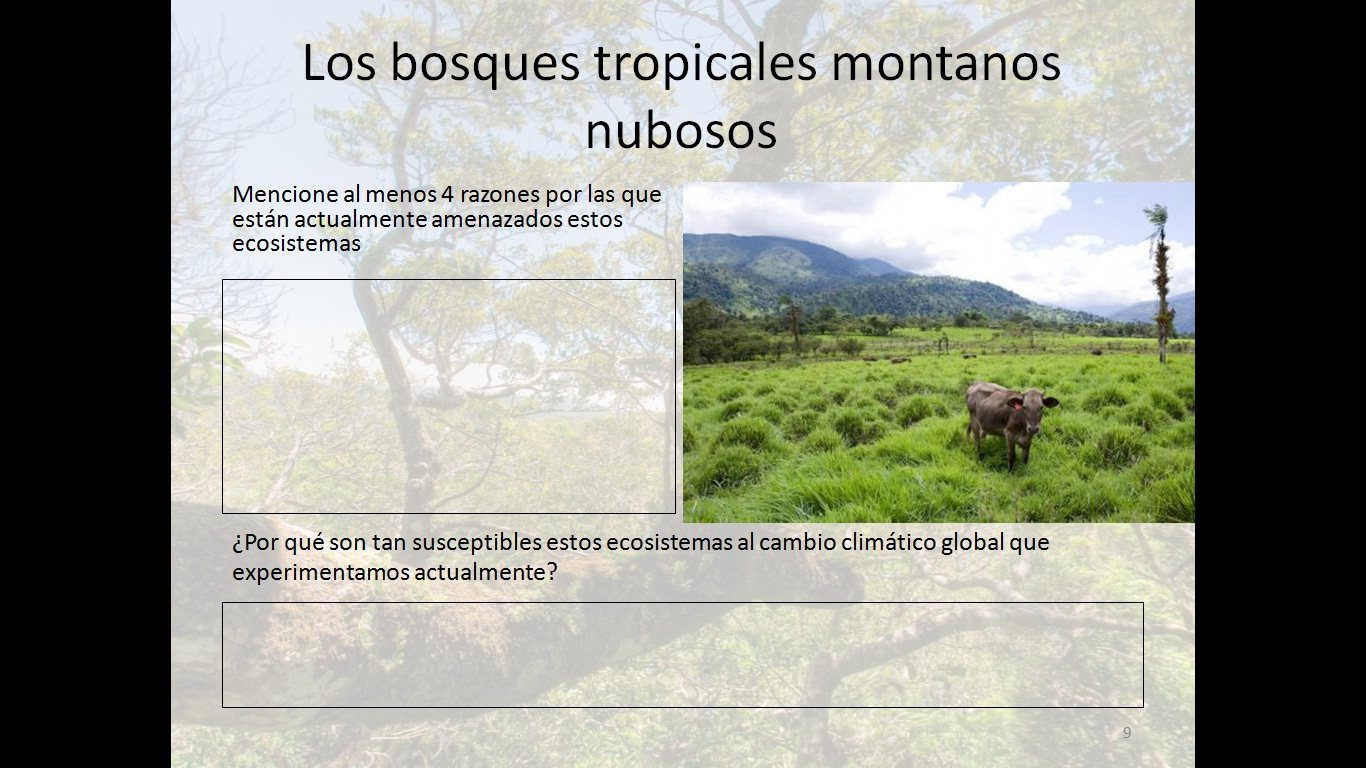 Los bosques tropicales montanos
nubosos
Mencione al menos 4 razones por las que
están actualmente amenazados estos
ecosistemas
¿Por qué son tan susceptibles estos ecosistemas al cambio climático global que
experimentamos actualmente?
9